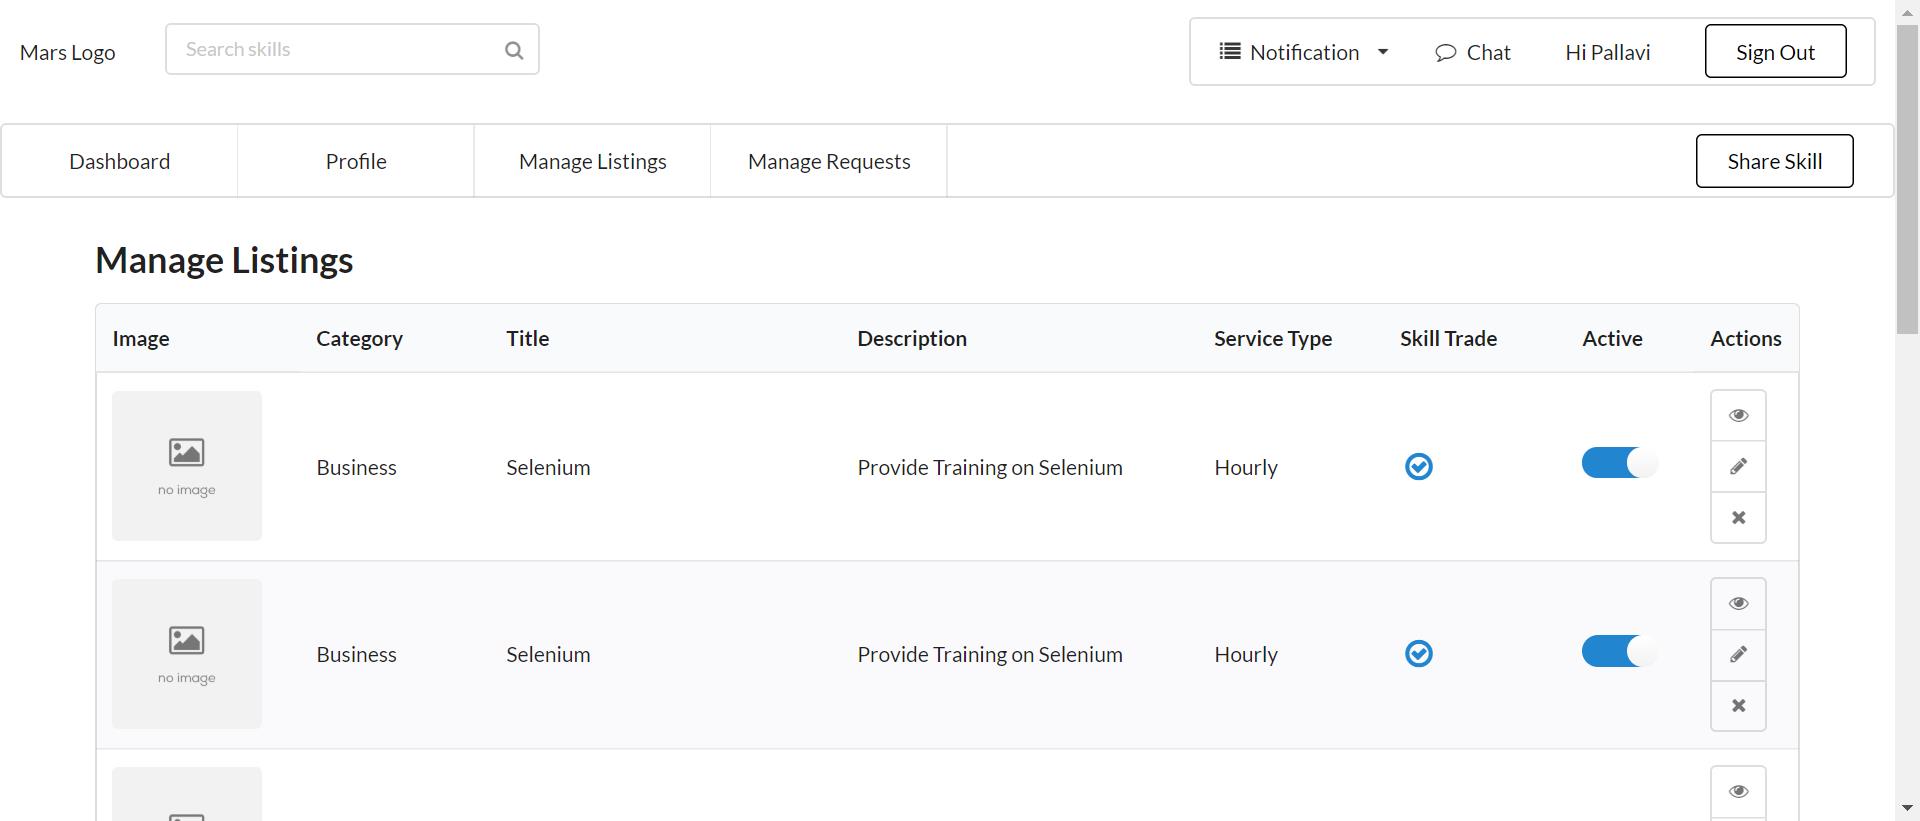 Mars Logo
Search skills
Notification
Chat
Hi Pallavi
Sign Out
Dashboard
Profile
Manage Listings
Manage Requests
Share Skill
Manage Listings
Image Category Title Description Service Type Skill Trade Active Actions
no image
Business Selenium Provide Training on Selenium Hourly
no image
Business Selenium Provide Training on Selenium Hourly